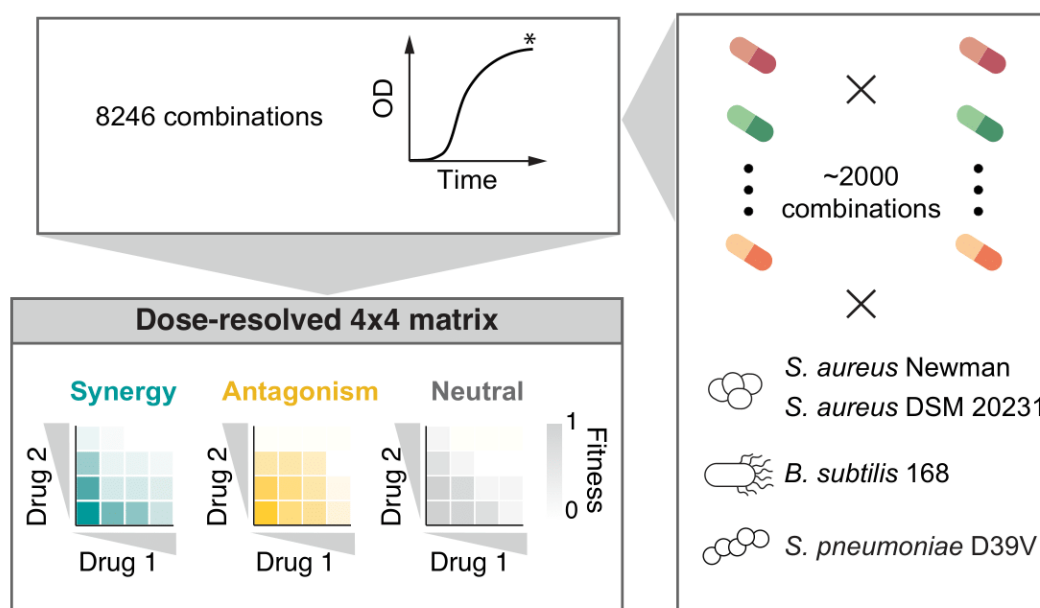 8246 combinations
*
OD
Time
~2000
combinations
S. aureus Newman
S. aureus DSM 20231
B. subtilis 168
S. pneumoniae D39V
Dose-resolved 4x4 matrix
Synergy
Antagonism
Neutral
Drug 2
Drug 1
Drug 2
Drug 1
Drug 2
Drug 1
1
0
Fitness